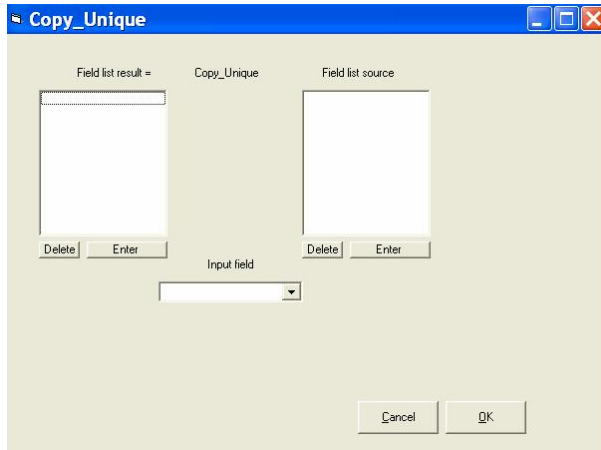 Copy_Unique
Field list result = Copy_Unique Field list source
Delete Enter Delete Enter
Input field
Cancel OK